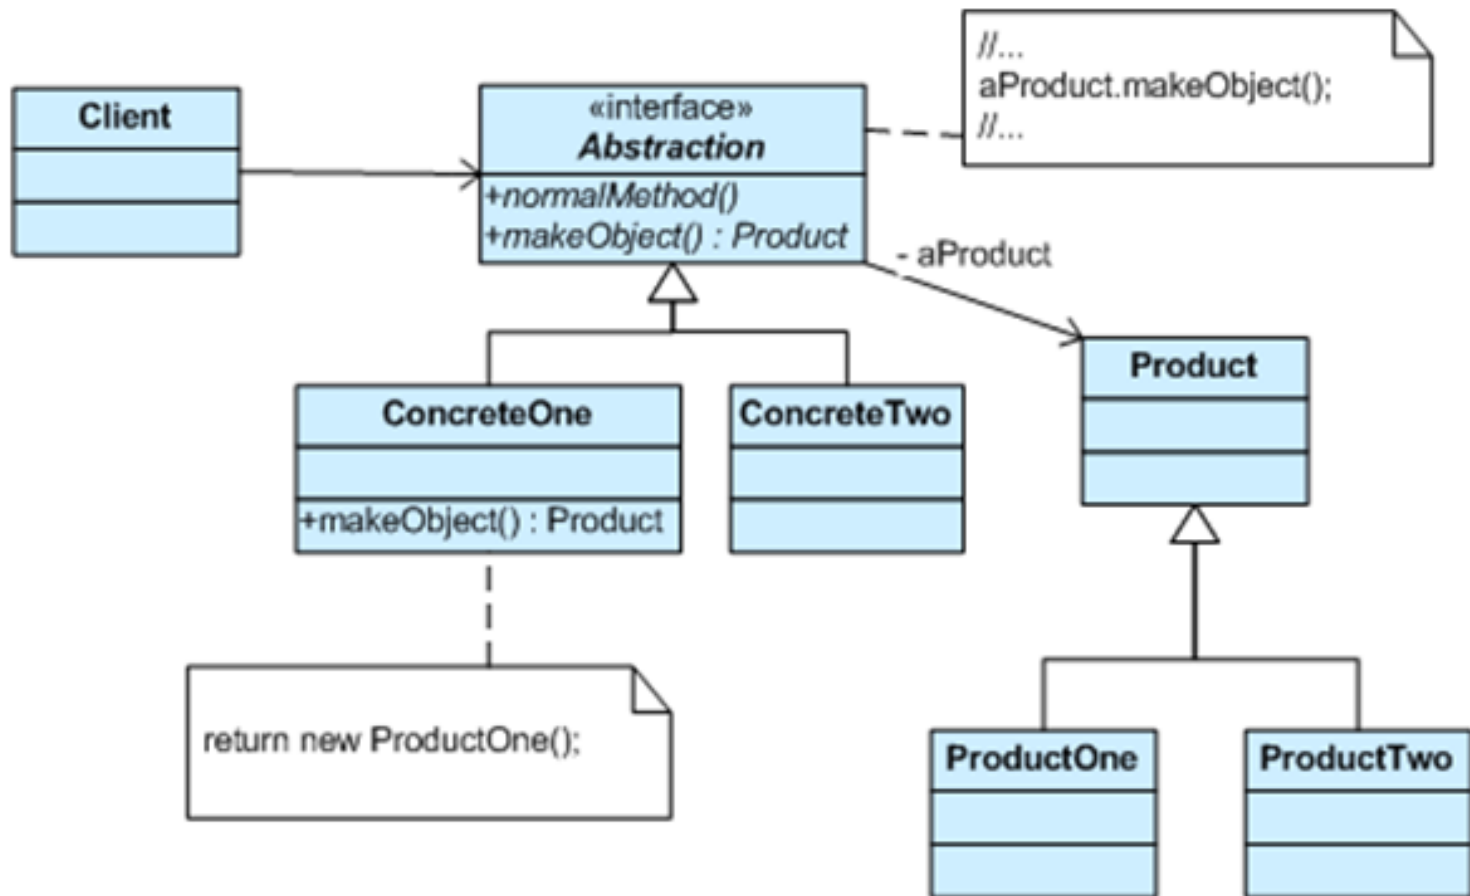 Client
«interface»
Abstraction
+normalMethod()
+makeObject() : Product
//...
aProduct.makeObject();
//...
- aProduct
Product
ConcreteOne
+makeObject() : Product
ConcreteTwo
return new ProductOne();
ProductOne
ProductTwo